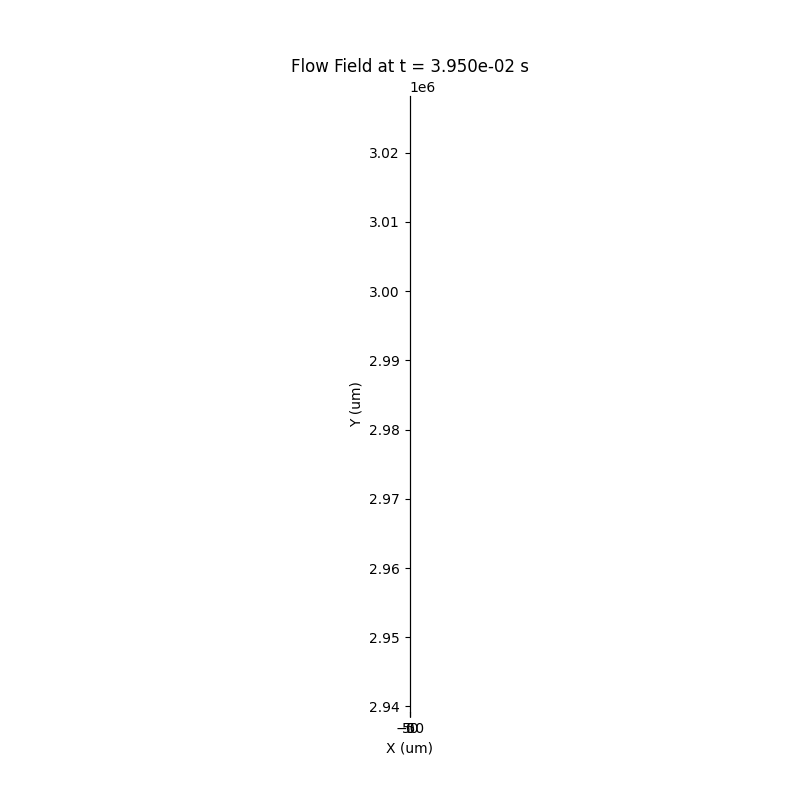 Flow Field at t = 3.950e-02 s
1e6
3.02
3.01
3.00
2.99
2.98
2.97
2.96
2.95
2.94
Y (um)
X (um)